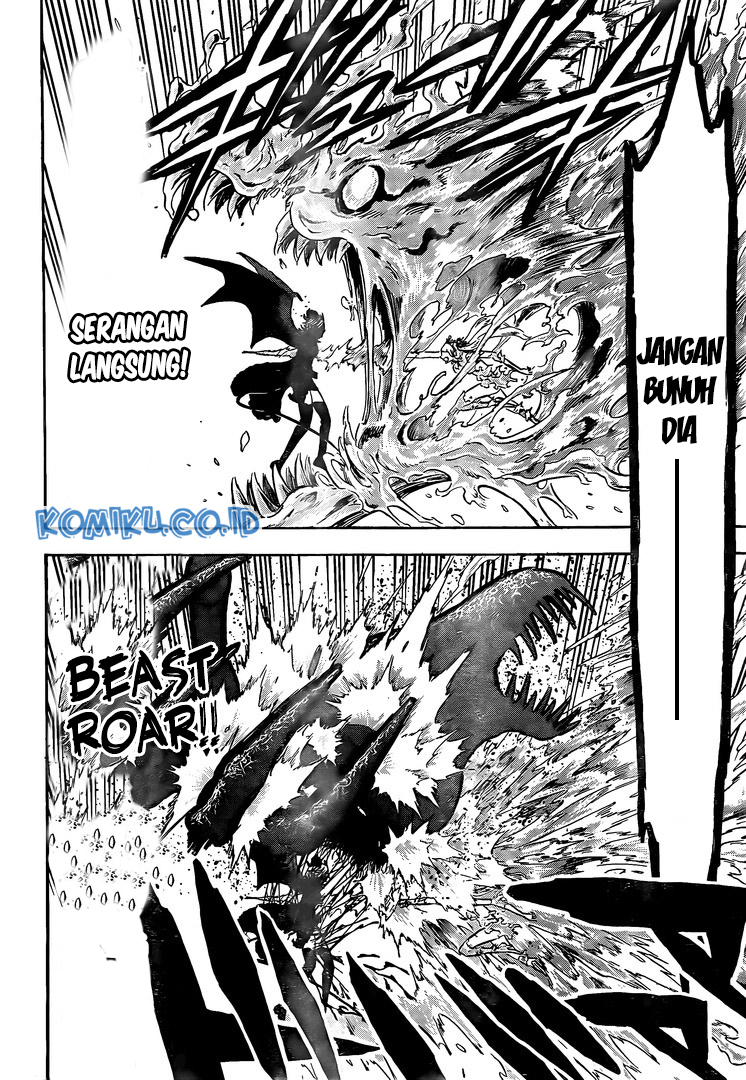 SERANGAN
LANGSUNG!
JANGAN
BUNUH
DIA
KOMIKU.CO.ID
BEAST
ROAR!!